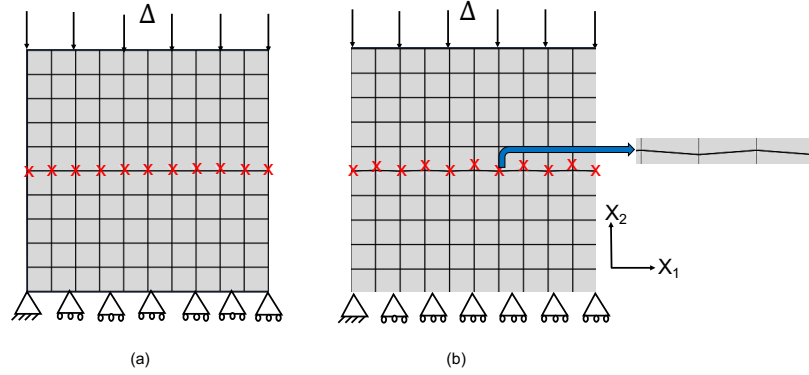 Δ
Δ
X X X X X X X X X X X
X X X X X X X X X X X
X2
X1
(a)
(b)